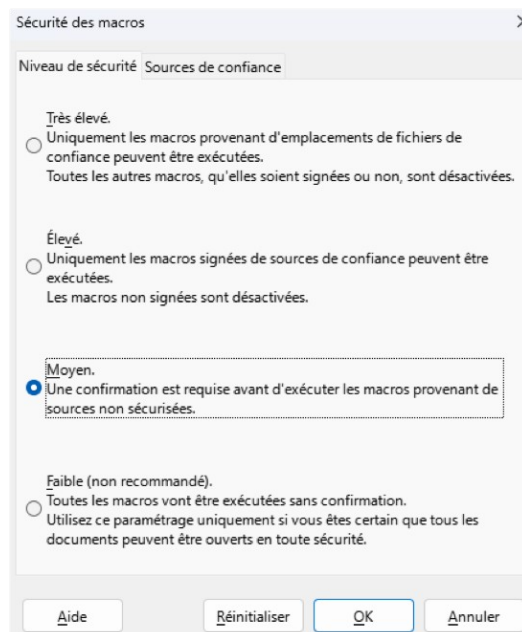 Sécurité des macros
Niveau de sécurité Sources de confiance
Très élevé.
Uniquement les macros provenant d'emplacements de fichiers de
confiance peuvent être exécutées.
Toutes les autres macros, qu'elles soient signées ou non, sont désactivées.
Élevé.
Uniquement les macros signées de sources de confiance peuvent être
exécutées.
Les macros non signées sont désactivées.
Moyen.
Une confirmation est requise avant d'exécuter les macros provenant de
sources non sécurisées.
Faible (non recommandé).
Toutes les macros vont être exécutées sans confirmation.
Utilisez ce paramétrage uniquement si vous êtes certain que tous les
documents peuvent être ouverts en toute sécurité.
Aide Réinitialiser OK Annuler